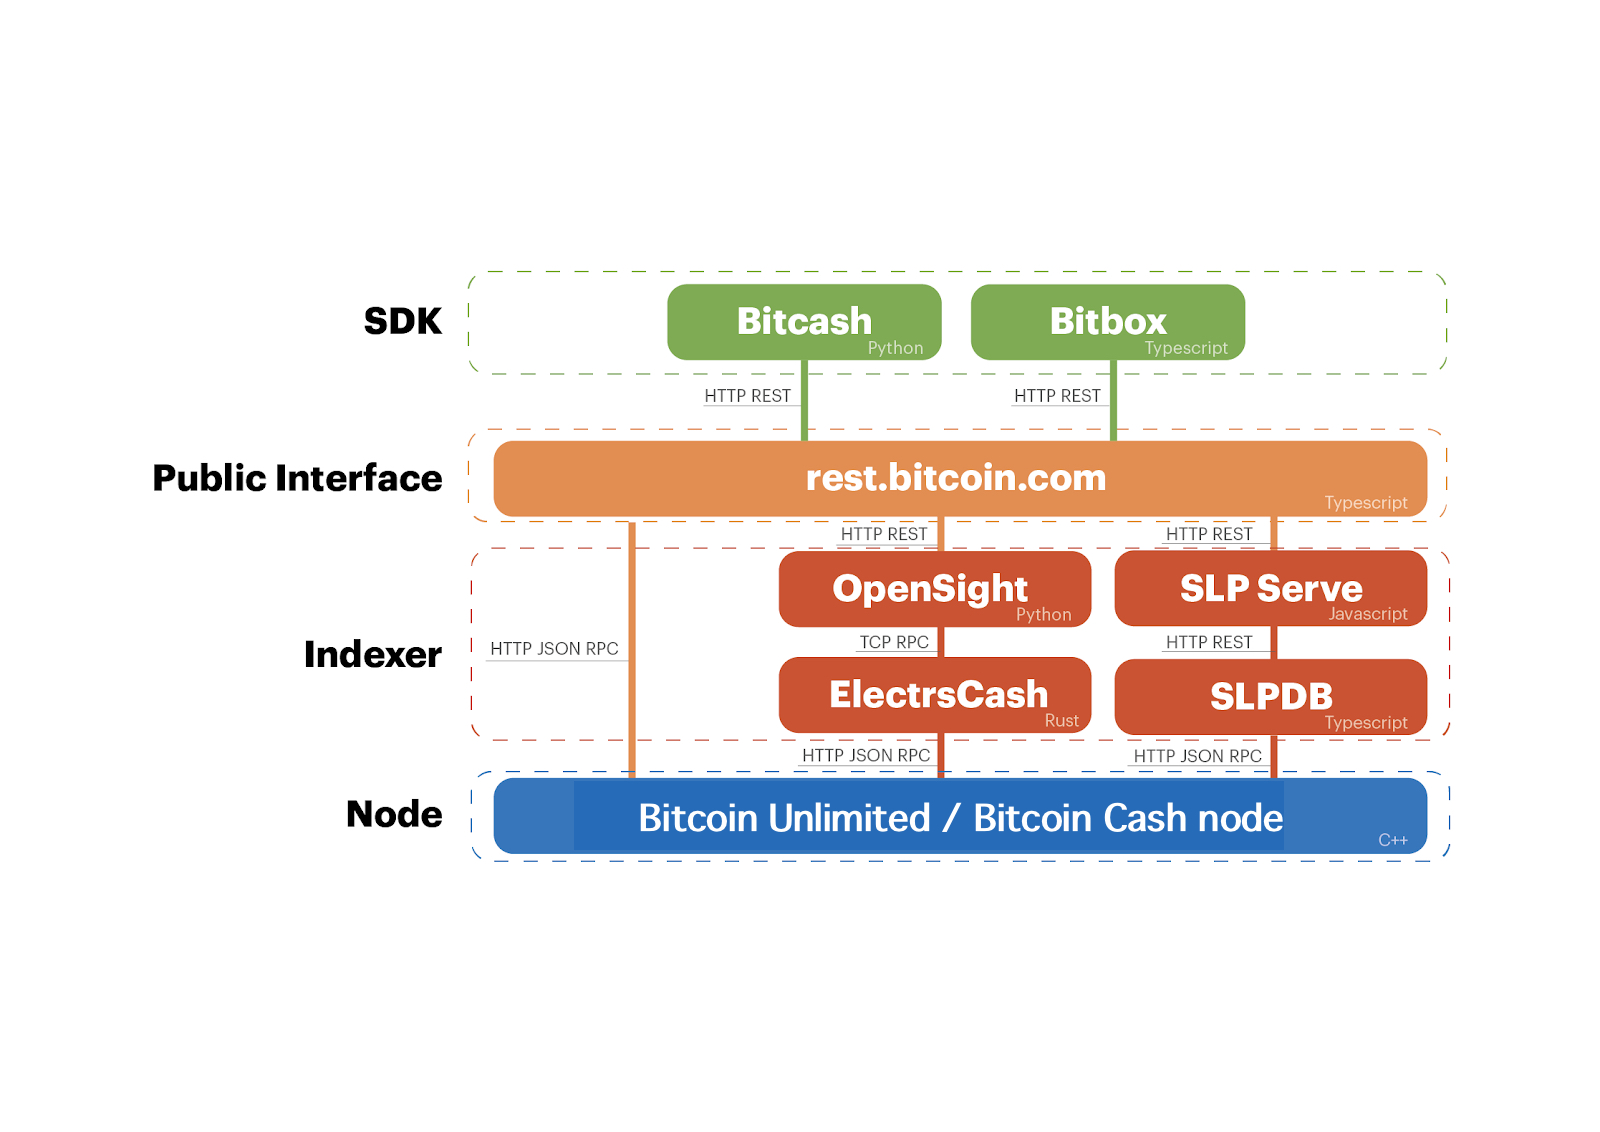 SDK
Bitcash
Python
Bitbox
Typescript
HTTP REST
HTTP REST
Public Interface
rest.bitcoin.com
Typescript
HTTP REST
HTTP REST
Indexer
HTTP JSON RPC
OpenSight
Python
SLP Serve
Javascript
TCP RPC
HTTP REST
ElectrsCash
Rust
SLPDB
Typescript
HTTP JSON RPC
HTTP JSON RPC
Node
Bitcoin Unlimited / Bitcoin Cash node
C++